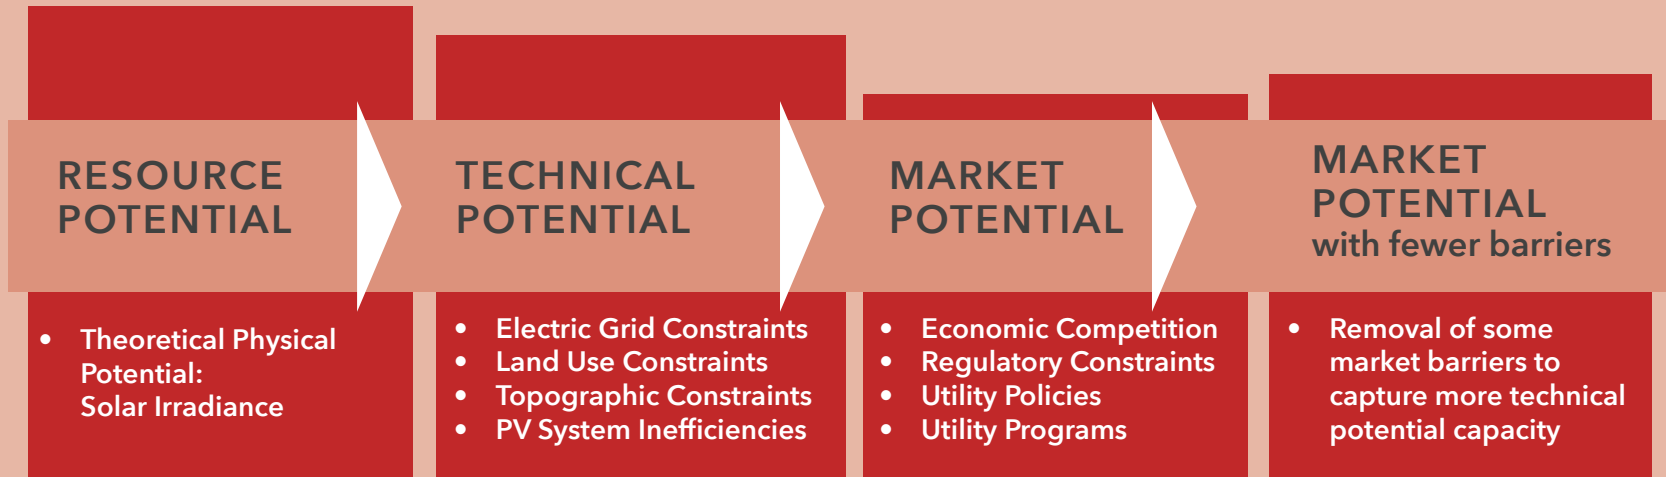 RESOURCE
POTENTIAL
• Theoretical Physical
Potential:
Solar Irradiance
TECHNICAL
POTENTIAL
• Electric Grid Constraints
• Land Use Constraints
• Topographic Constraints
• PV System Inefficiencies
MARKET
POTENTIAL
• Economic Competition
• Regulatory Constraints
• Utility Policies
• Utility Programs
MARKET
POTENTIAL
with fewer barriers
• Removal of some
market barriers to
capture more technical
potential capacity